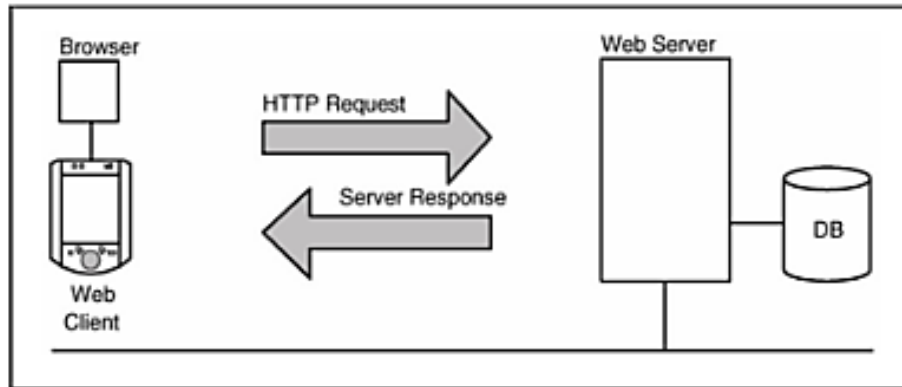 Browser
Web Server
HTTP Request
Server Response
DB
Web
Client